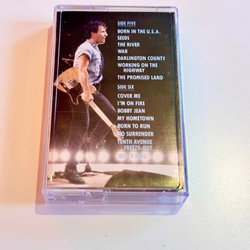 SIDE FIVE
BORN IN THE U.S.A.
SEEDS
THE RIVER
WAR
DARLINGTON COUNTY
WORKING ON THE
HIGHWAY
THE PROMISED LAND
SIDE SIX
COVER ME
I'M ON FIRE
BOBBY JEAN
MY HOMETOWN
BORN TO RUN
NO SURRENDER
TENTH AVENUE
FREEZE-OUT